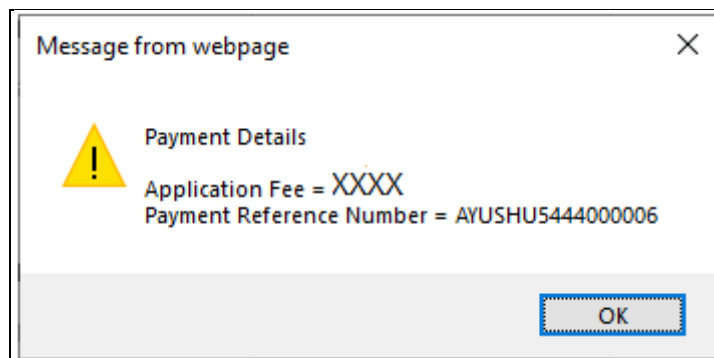 Message from webpage
Payment Details
Application Fee = XXXX
Payment Reference Number = AYUSHU5444000006
OK